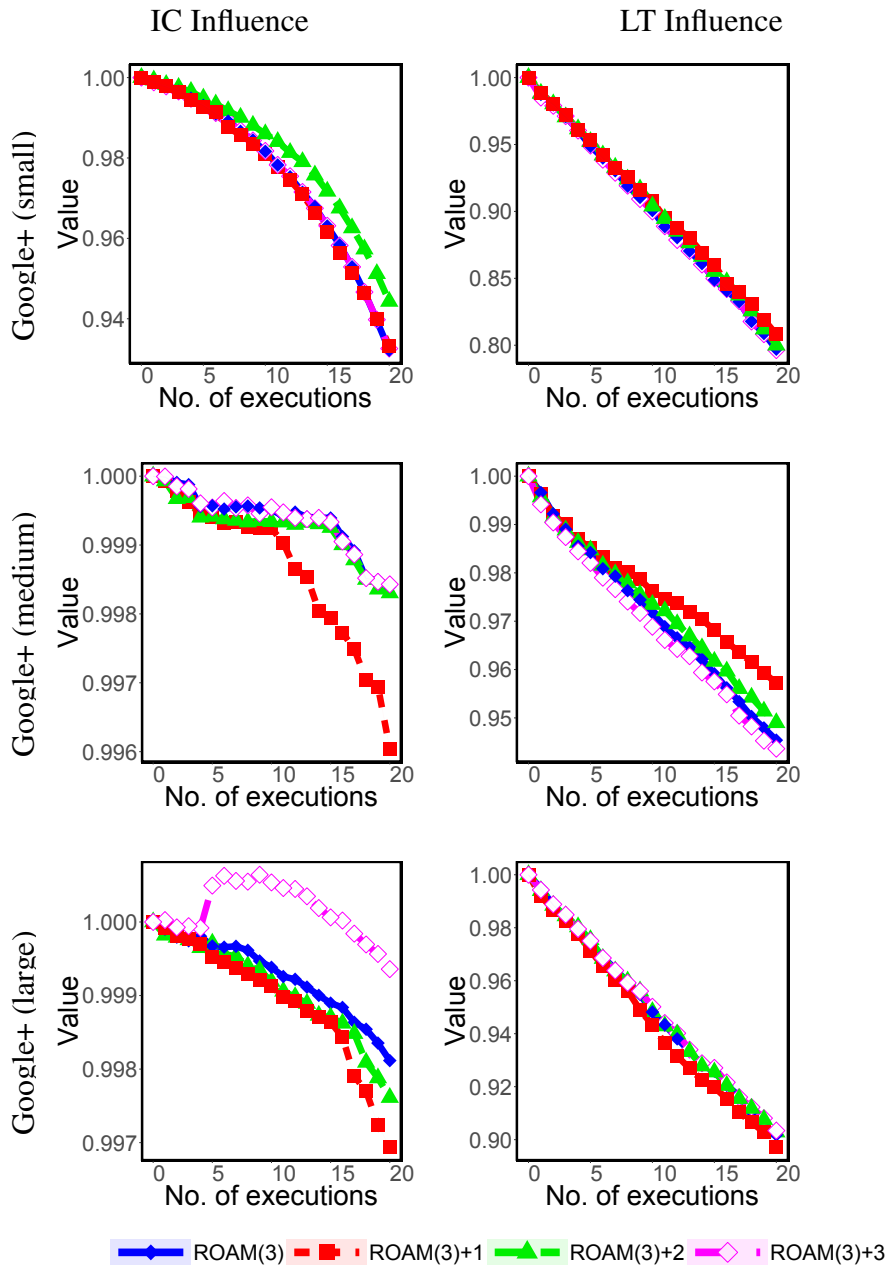 IC Influence
LT Influence
Google+ (small)
Value
1.00
0.98
0.96
0.94
0 5 10 15 20
No. of executions
Value
1.00
0.95
0.90
0.85
0.80
0 5 10 15 20
No. of executions
Google+ (medium)
Value
1.000
0.999
0.998
0.997
0.996
0 5 10 15 20
No. of executions
Value
1.00
0.99
0.98
0.97
0.96
0.95
0 5 10 15 20
No. of executions
Google+ (large)
Value
1.000
0.999
0.998
0.997
0 5 10 15 20
No. of executions
Value
1.00
0.98
0.96
0.94
0.92
0.90
0 5 10 15 20
No. of executions
ROAM(3) ROAM(3)+1 ROAM(3)+2 ROAM(3)+3